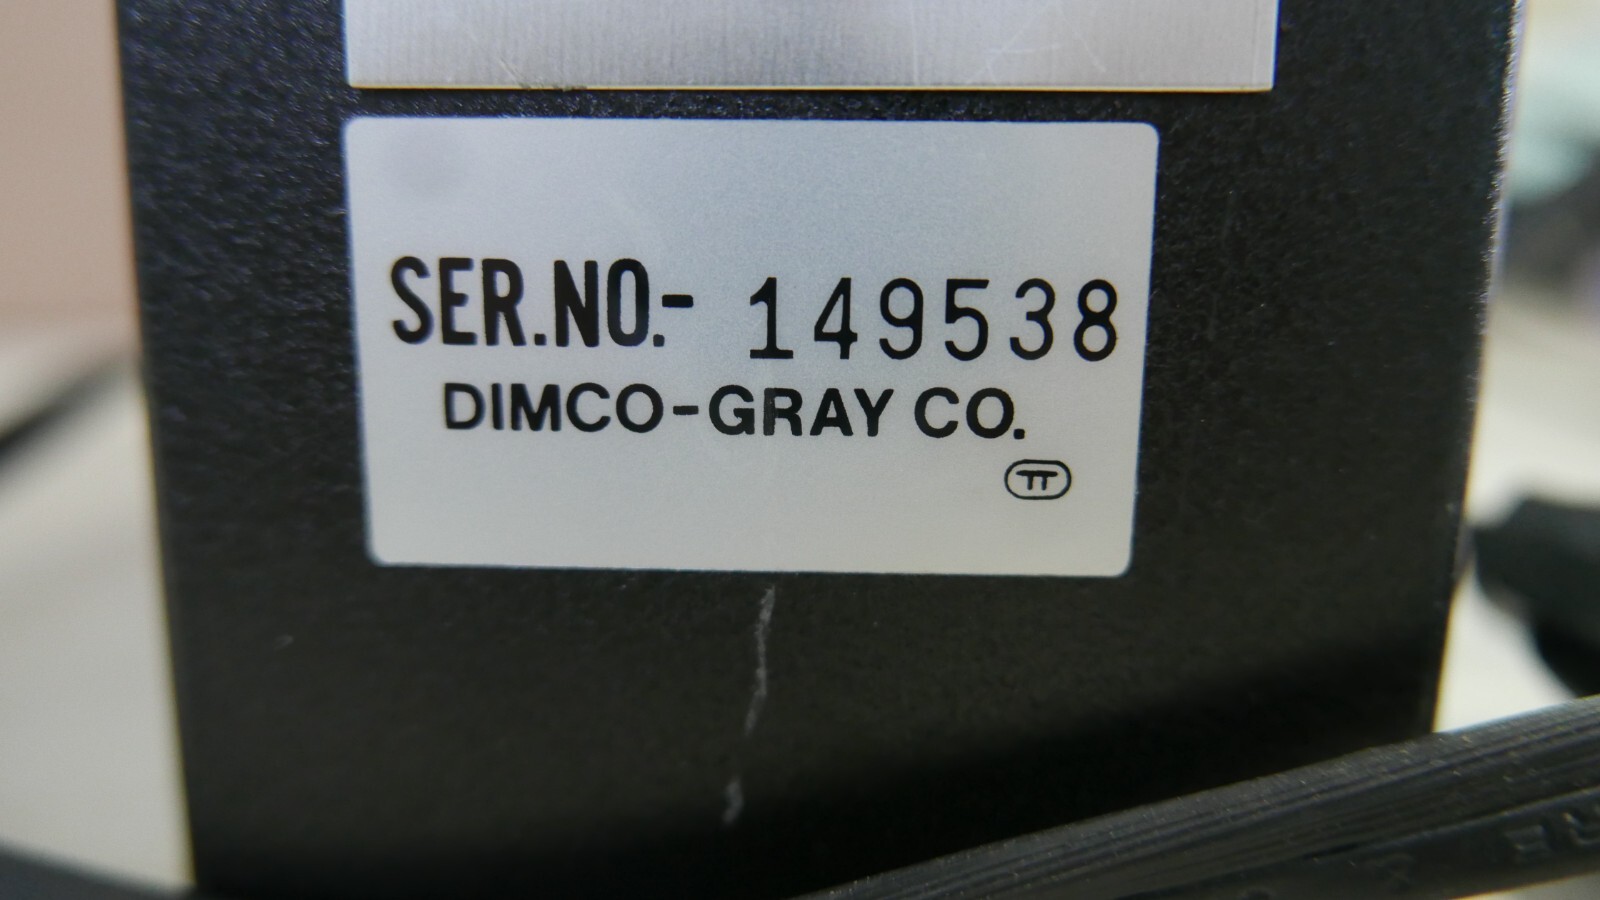 SER.NO.- 149538
DIMCO-GRAY CO.